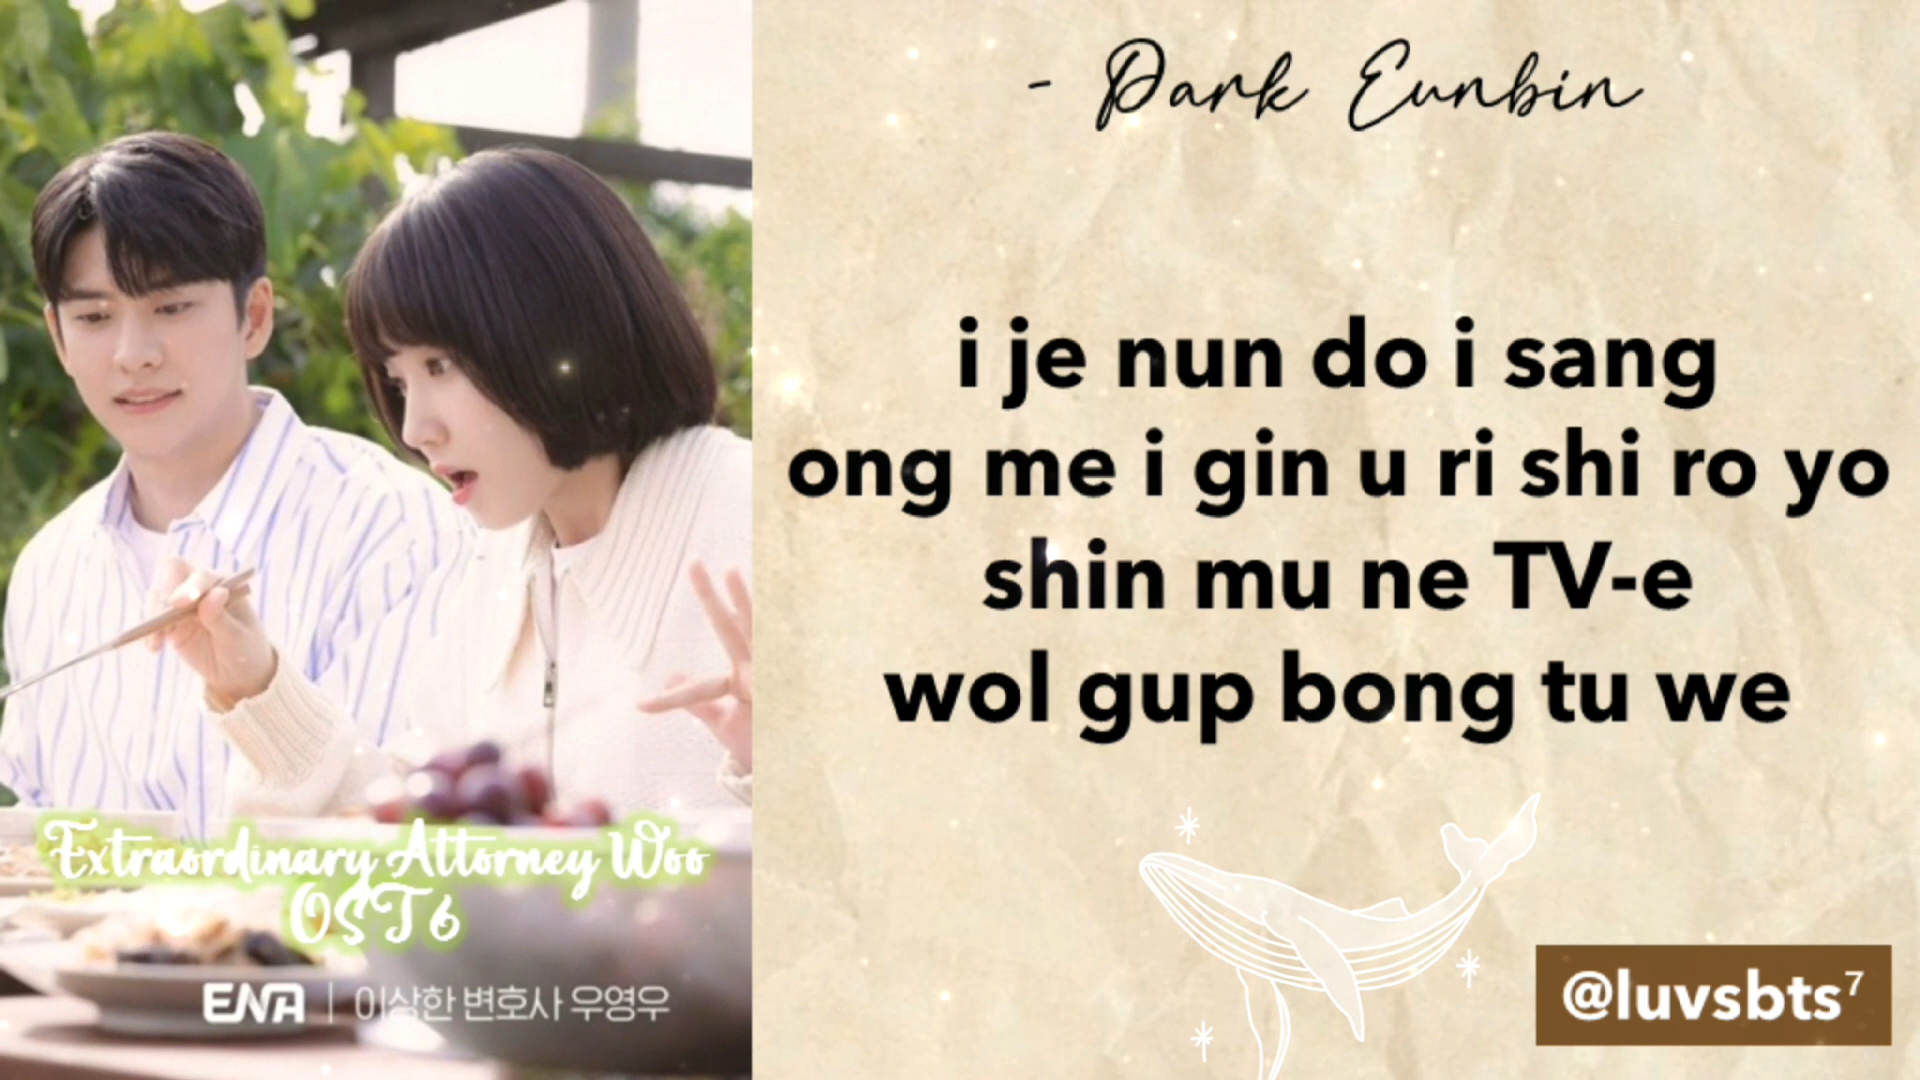 Extraordinary Attorney Woo
OST 6
ENA | 이상한 변호사 우영우
- Park Eunbin
i je nun do i sang
ong me i gin u ri shi ro yo
shin mu ne TV-e
wol gup bong tu we
@luvsbts⁷